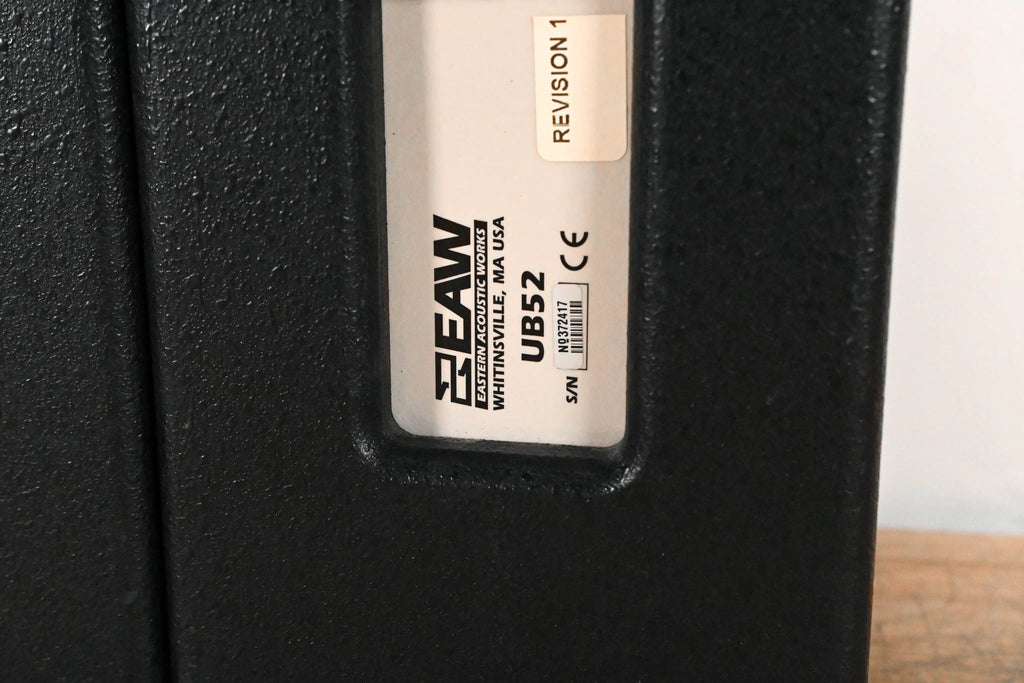 REVISION 1
EAW
EASTERN ACOUSTIC WORKS
WHITINSVILLE, MA USA
UB52
S/N Nº372417 CE